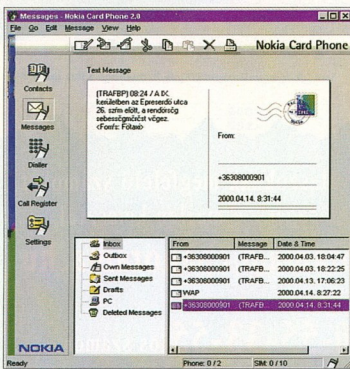 Messages - Nokia Card Phone 2.0
File Go Edit Message View Help
Nokia Card Phone
Contacts
Messages
Dialler
Call Register
Settings
NOKIA
Text Message
(TRAFBP) 08:24 / A IX.
kerületben az Epreserdő utca
26. szám előtt, a rendőrség
sebességmérést végez.
From:
+36308000901
2000.04.14. 8:31:44
Inbox
Outbox
Own Messages
Sent Messages
Drafts
PC
Deleted Messages
From Message Date & Time
+36308000901 (TRAFB... 2000.04.03. 18:04:47
+36308000901 (TRAFB... 2000.04.03. 18:22:25
+36308000901 (TRAFB... 2000.04.13. 17:06:23
WAP 2000.04.14. 8:27:22
+36308000901 (TRAFB... 2000.04.14. 8:31:44
Ready Phone: 0 / 2 SIM: 0 / 10